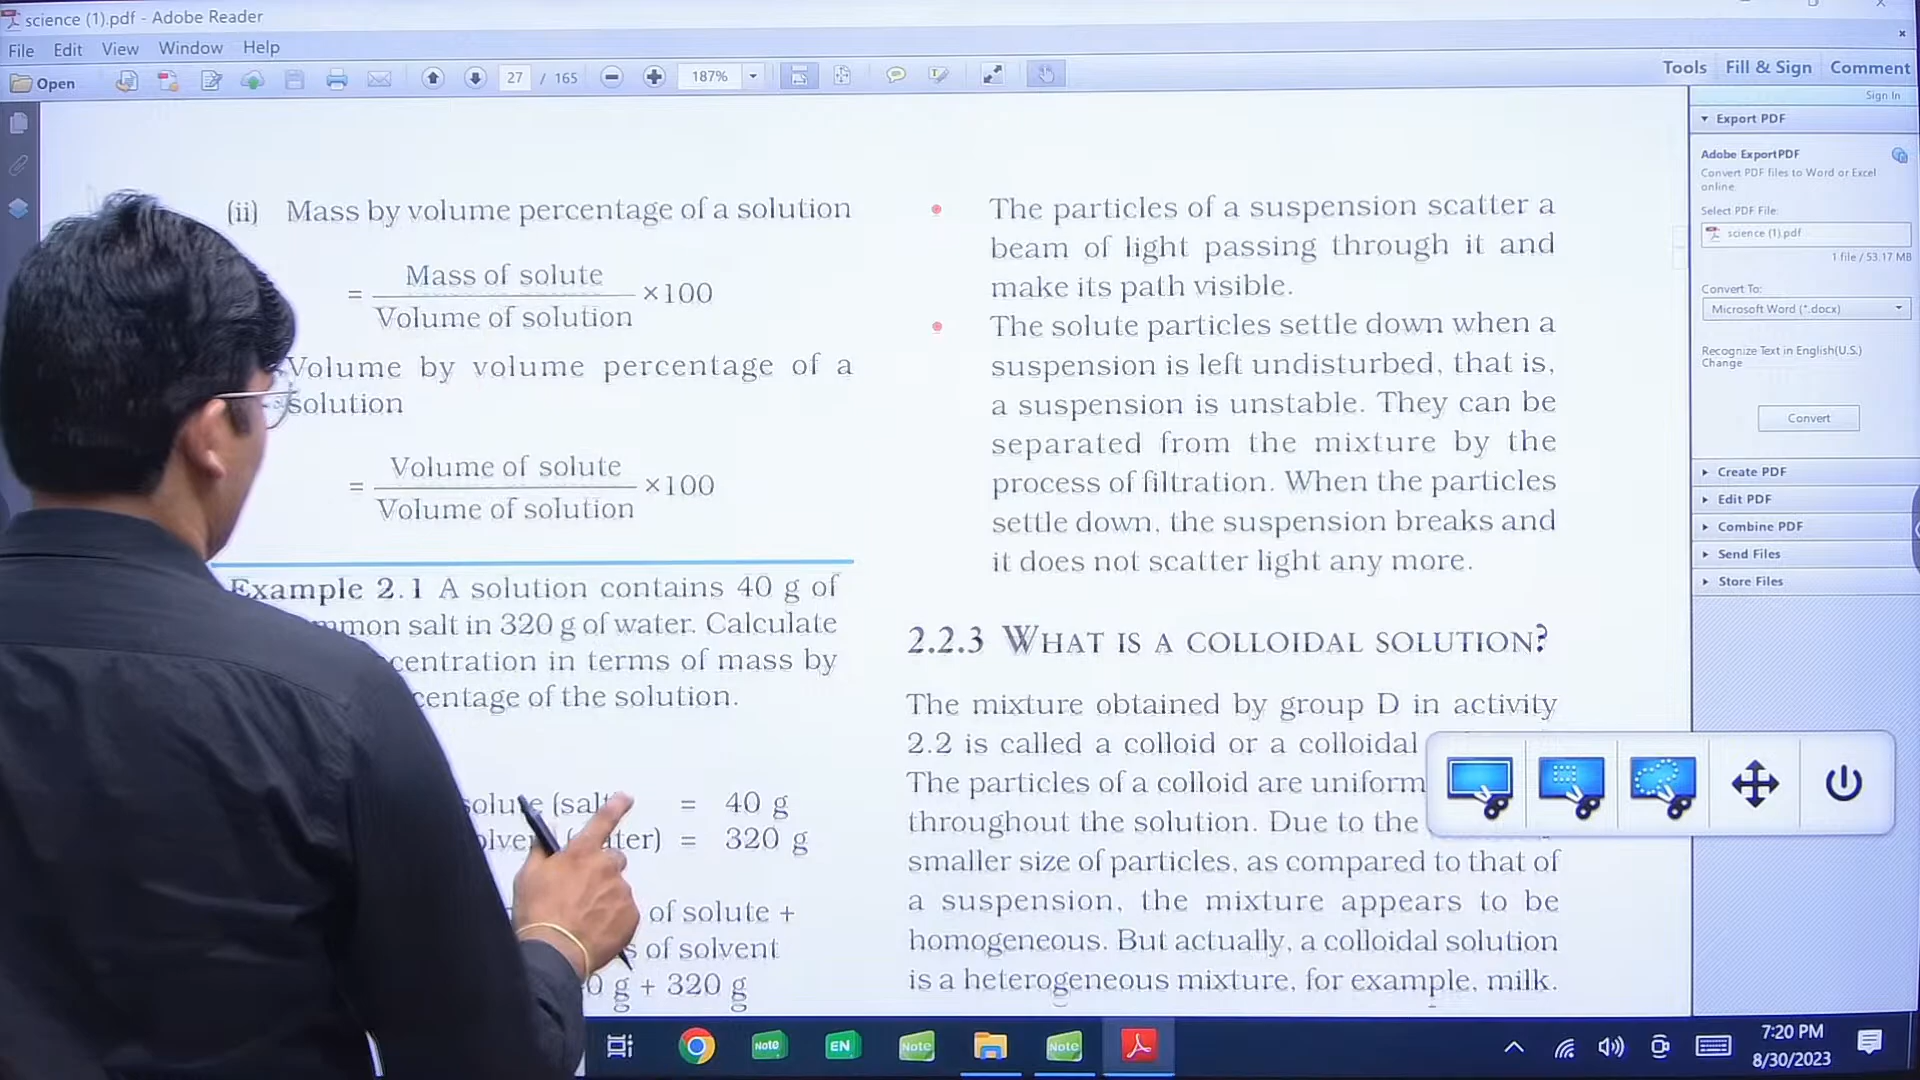 science (1).pdf - Adobe Reader
File Edit View Window Help
Open 27 / 165 187% Tools Fill & Sign Comment
Sign In
(ii) Mass by volume percentage of a solution
= Mass of solute
Volume of solution ×100
Volume by volume percentage of a
solution
= Volume of solute
Volume of solution ×100
Example 2.1 A solution contains 40 g of
salt in 320 g of water. Calculate
in terms of mass by
of the solution.
= 40 g
= 320 g
of solute +
of solvent
g + 320 g
The particles of a suspension scatter a
beam of light passing through it and
make its path visible.
The solute particles settle down when a
suspension is left undisturbed, that is,
a suspension is unstable. They can be
separated from the mixture by the
process of filtration. When the particles
settle down, the suspension breaks and
it does not scatter light any more.
2.2.3 WHAT IS A COLLOIDAL SOLUTION?
The mixture obtained by group D in activity
2.2 is called a colloid or a colloidal
The particles of a colloid are
throughout the solution. Due to the
smaller size of particles, as compared to that of
a suspension, the mixture appears to be
homogeneous. But actually, a colloidal solution
is a heterogeneous mixture, for example, milk.
Export PDF
Adobe ExportPDF
Convert PDF files to Word or Excel
online.
Select PDF File:
science (1).pdf
1 file / 53.17 MB
Convert To:
Microsoft Word (*.docx)
Recognize Text in English(U.S.)
Change
Convert
Create PDF
Edit PDF
Combine PDF
Send Files
Store Files
Note EN Note Note
7:20 PM
8/30/2023